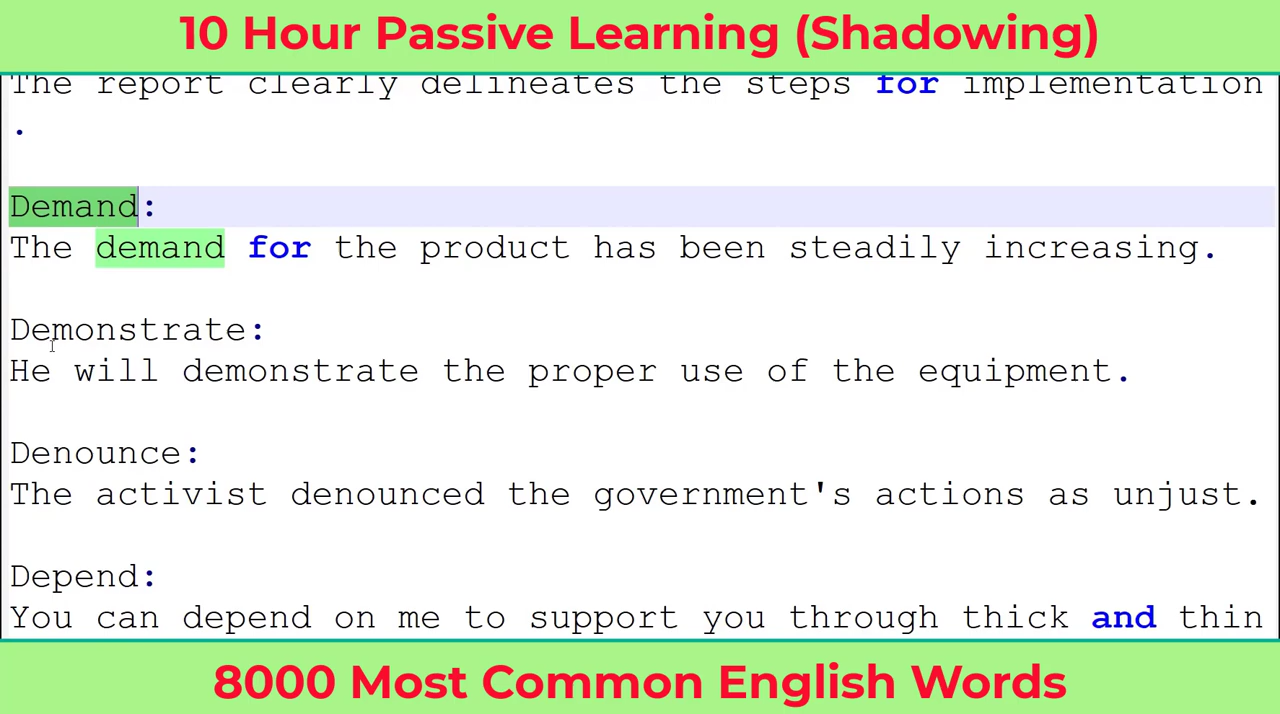 10 Hour Passive Learning (Shadowing)
The report clearly delineates the steps for implementation
.
Demand:
The demand for the product has been steadily increasing.
Demonstrate:
He will demonstrate the proper use of the equipment.
Denounce:
The activist denounced the government's actions as unjust.
Depend:
You can depend on me to support you through thick and thin
8000 Most Common English Words